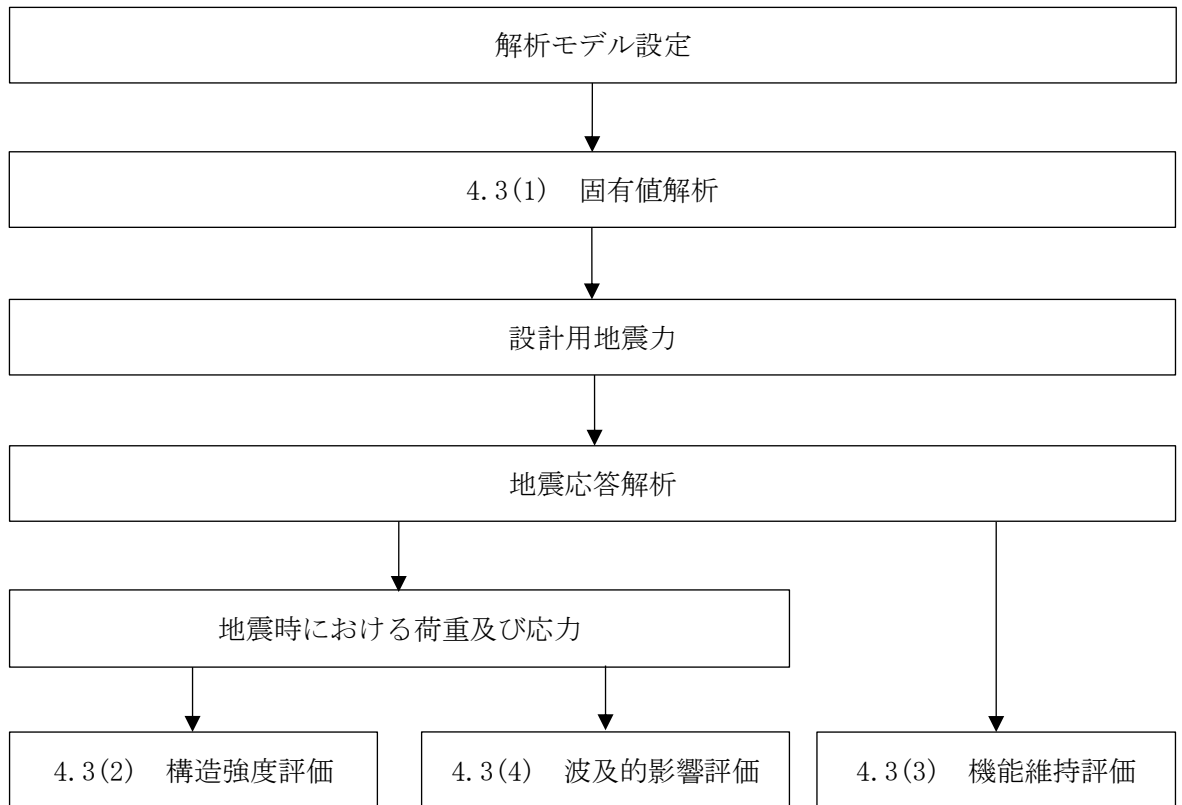 解析モデル設定
4.3(1)　固有値解析
設計用地震力
地震応答解析
地震時における荷重及び応力
4.3(2)　構造強度評価
4.3(4)　波及的影響評価
4.3(3)　機能維持評価